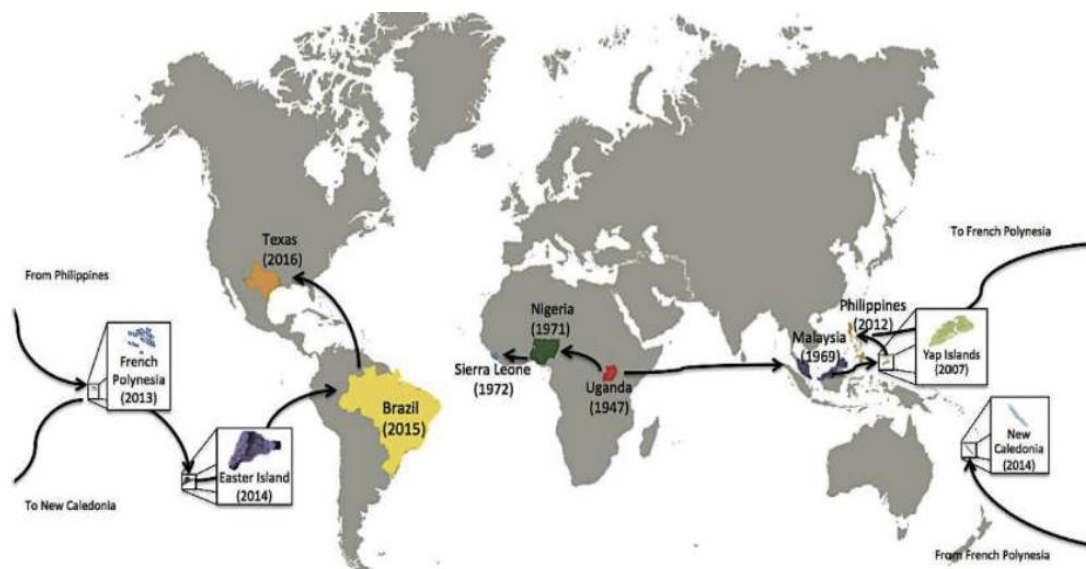 Texas
(2016)
To French Polynesia
From Philippines
Nigeria
(1971)
Philippines
(2012)
French
Polynesia
(2013)
Malaysia
(1969)
Yap Islands
(2007)
Sierra Leone
(1972)
Uganda
(1947)
Brazil
(2015)
New
Caledonia
(2014)
Easter Island
(2014)
To New Caledonia
From French Polynesia